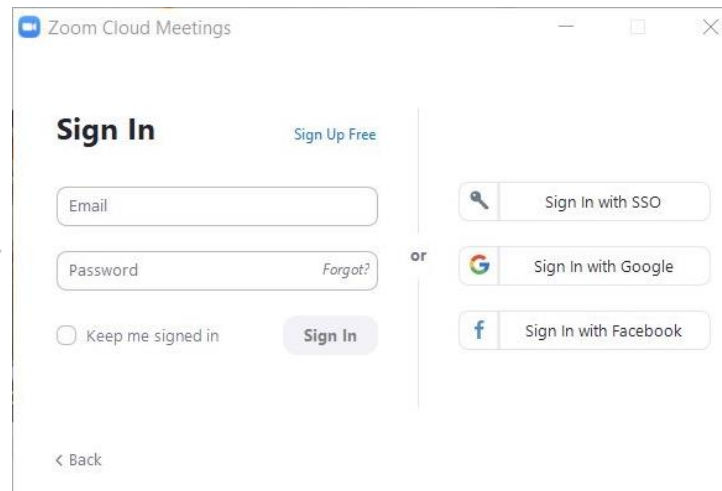 Zoom Cloud Meetings
Sign In
Sign Up Free
Email
Password
Forgot?
Keep me signed in
Sign In
or
Sign In with SSO
Sign In with Google
Sign In with Facebook
Back